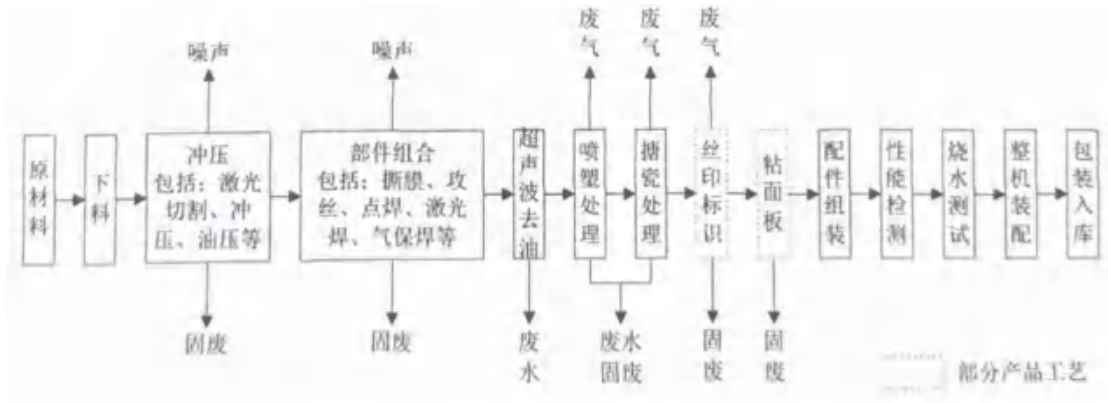 噪声
噪声
废气
废气
废气
原材料
下料
冲压
包括：激光
切割、冲
压、油压等
部件组合
包括：撕膜、攻
丝、点焊、激光
焊、气保焊等
超声波去油
喷塑处理
搪瓷处理
丝印标识
粘面板
配件组装
性能检测
烧水测试
整机装配
包装入库
固废
固废
废水
废水
固废
固废
固废
部分产品工艺